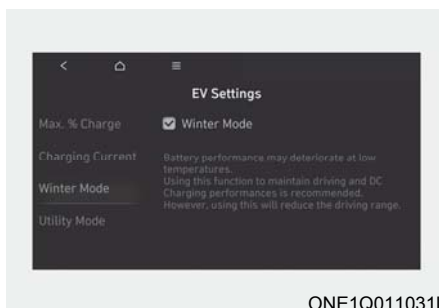 EV Settings
Max. % Charge
Winter Mode
Charging Current
Battery performance may deteriorate at low
temperatures.
Using this function to maintain driving and DC
Winter Mode
Charging performances is recommended.
However, using this will reduce the driving range.
Utility Mode
ONE1Q011031